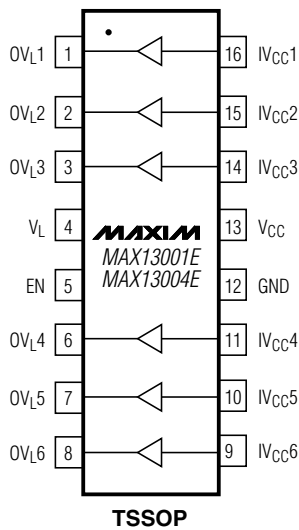 OVL1 1 16 IVCC1
OVL2 2 15 IVCC2
OVL3 3 14 IVCC3
VL 4 MAXIM 13 VCC
MAX13001E
MAX13004E
EN 5 12 GND
OVL4 6 11 IVCC4
OVL5 7 10 IVCC5
OVL6 8 9 IVCC6
TSSOP